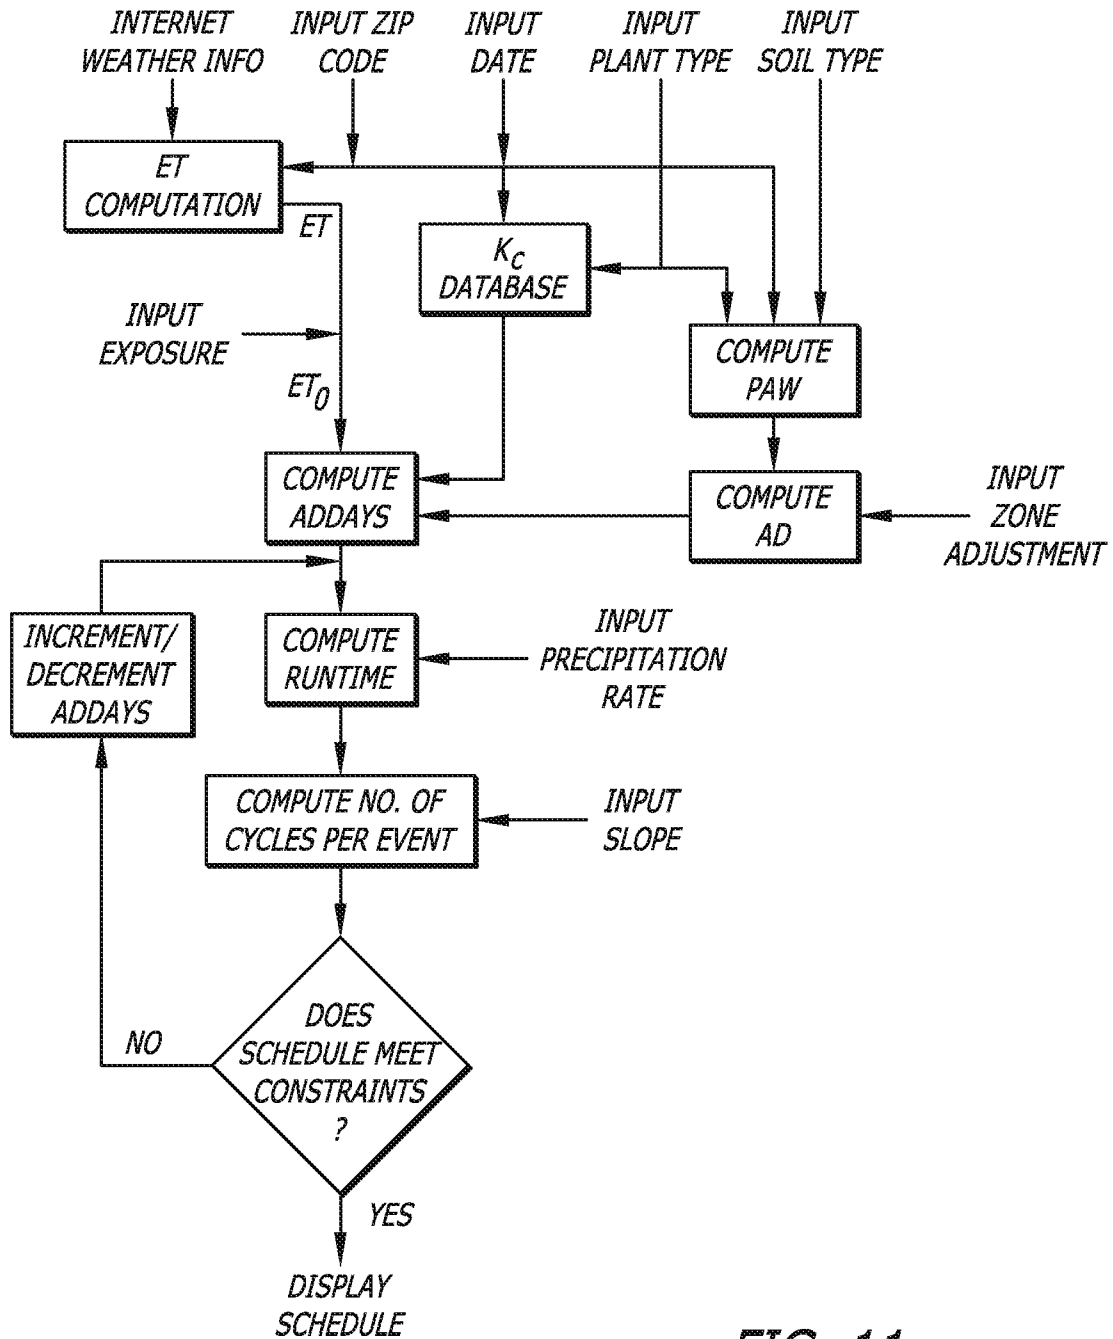 INTERNET
WEATHER INFO
INPUT ZIP
CODE
INPUT
DATE
INPUT
PLANT TYPE
INPUT
SOIL TYPE
ET
COMPUTATION
ET
K_C
DATABASE
INPUT
EXPOSURE
ET_0
COMPUTE
PAW
COMPUTE
ADDAYS
COMPUTE
AD
INPUT
ZONE
ADJUSTMENT
INCREMENT/
DECREMENT
ADDAYS
COMPUTE
RUNTIME
INPUT
PRECIPITATION
RATE
COMPUTE NO. OF
CYCLES PER EVENT
INPUT
SLOPE
DOES
SCHEDULE MEET
CONSTRAINTS
?
NO
YES
DISPLAY
SCHEDULE
FIG. 11